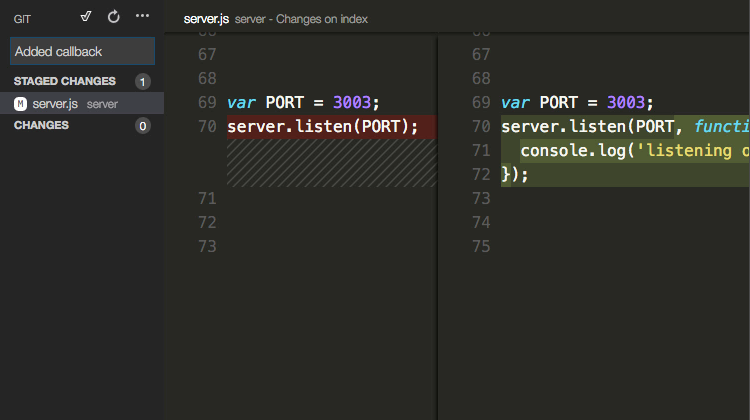 GIT
Added callback
STAGED CHANGES 1
M server.js server
CHANGES 0
server.js server - Changes on index
67
68
69 var PORT = 3003;
70 server.listen(PORT);
71
72
73
67
68
69 var PORT = 3003;
70 server.listen(PORT, functi
71 console.log('listening o
72 });
73
74
75